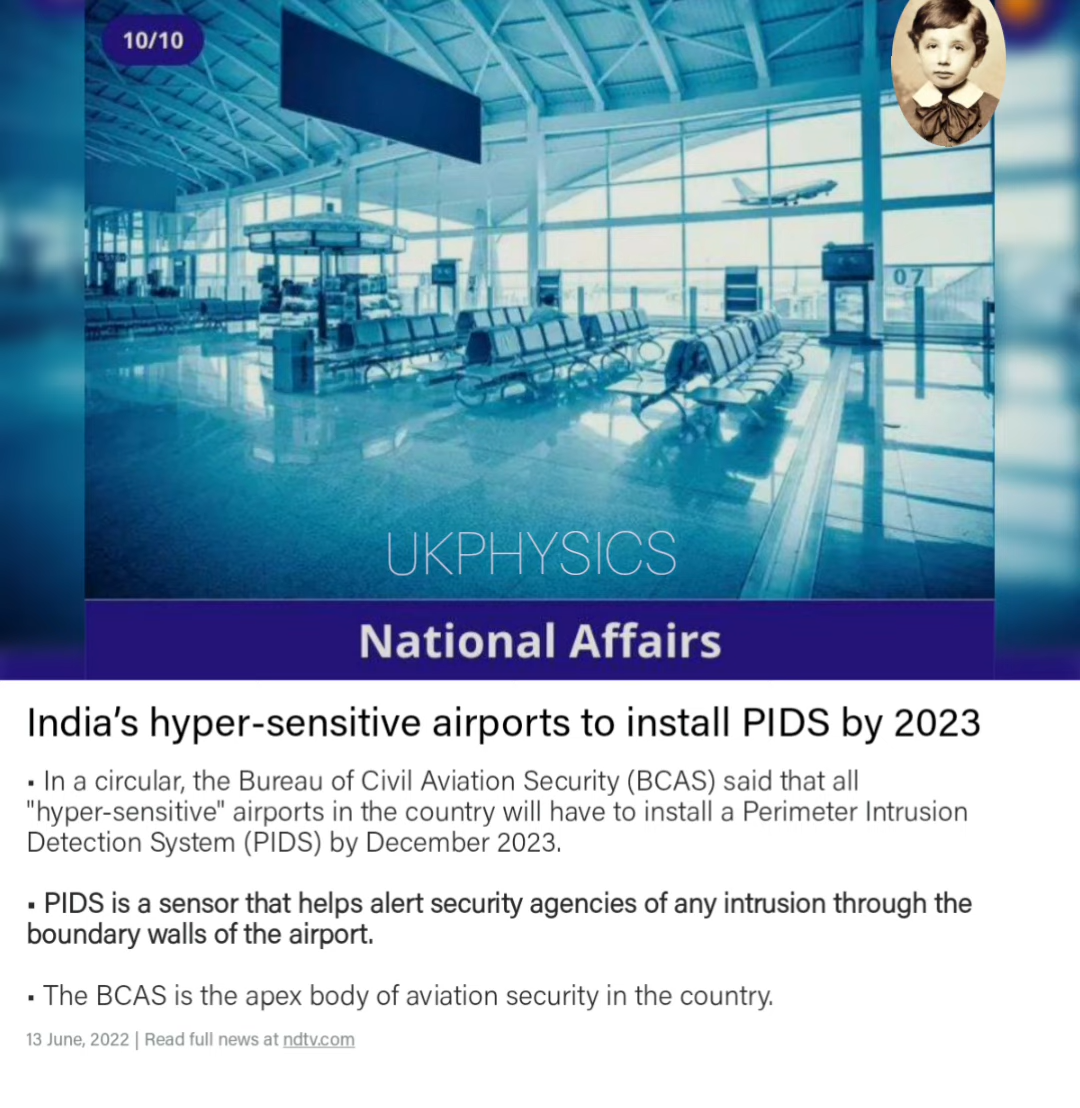 10/10
07
UKPHYSICS
National Affairs
India’s hyper-sensitive airports to install PIDS by 2023
▪ In a circular, the Bureau of Civil Aviation Security (BCAS) said that all
"hyper-sensitive" airports in the country will have to install a Perimeter Intrusion
Detection System (PIDS) by December 2023.
▪ PIDS is a sensor that helps alert security agencies of any intrusion through the
boundary walls of the airport.
▪ The BCAS is the apex body of aviation security in the country.
13 June, 2022 | Read full news at ndtv.com